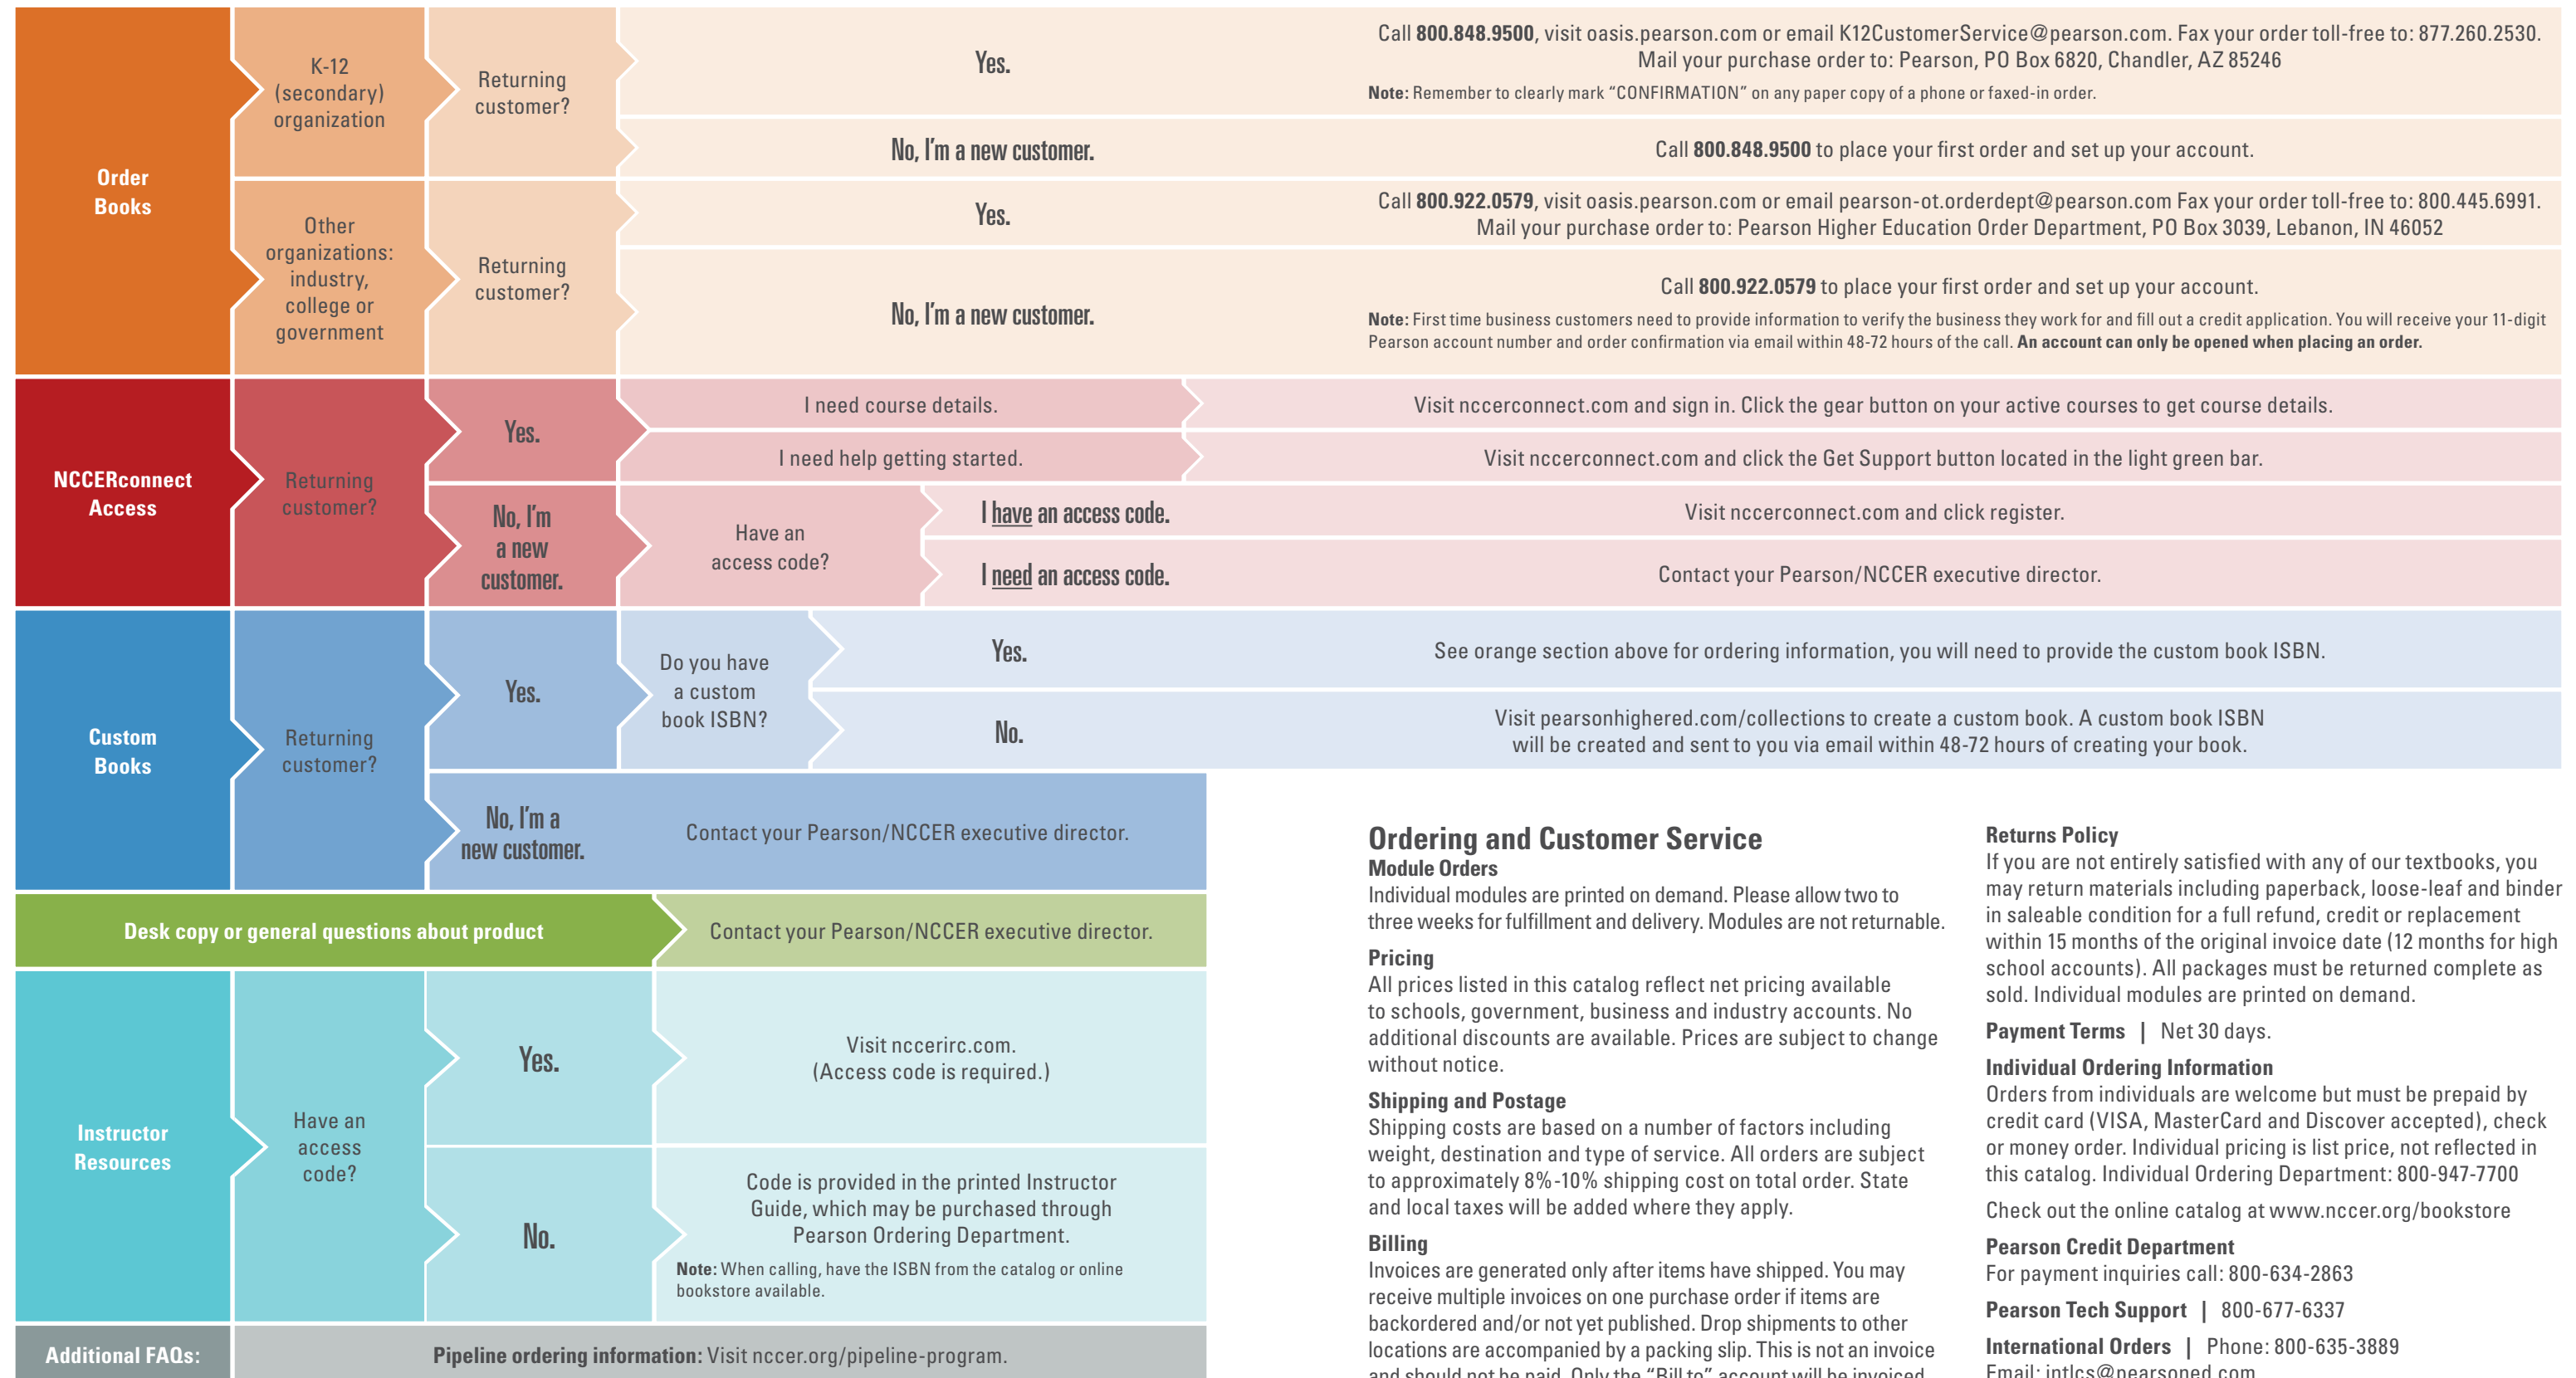 Order
Books
K-12
(secondary)
organization
Returning
customer?
Yes.
Call 800.848.9500, visit oasis.pearson.com or email K12CustomerService@pearson.com. Fax your order toll-free to: 877.260.2530.
Mail your purchase order to: Pearson, PO Box 6820, Chandler, AZ 85246
Note: Remember to clearly mark “CONFIRMATION” on any paper copy of a phone or faxed-in order.
No, I’m a new customer.
Call 800.848.9500 to place your first order and set up your account.
Other
organizations:
industry,
college or
government
Returning
customer?
Yes.
Call 800.922.0579, visit oasis.pearson.com or email pearson-ot.orderdept@pearson.com Fax your order toll-free to: 800.445.6991.
Mail your purchase order to: Pearson Higher Education Order Department, PO Box 3039, Lebanon, IN 46052
No, I’m a new customer.
Call 800.922.0579 to place your first order and set up your account.
Note: First time business customers need to provide information to verify the business they work for and fill out a credit application. You will receive your 11-digit
Pearson account number and order confirmation via email within 48-72 hours of the call. An account can only be opened when placing an order.
NCCERconnect
Access
Returning
customer?
Yes.
I need course details.
Visit nccerconnect.com and sign in. Click the gear button on your active courses to get course details.
I need help getting started.
Visit nccerconnect.com and click the Get Support button located in the light green bar.
No, I’m
a new
customer.
Have an
access code?
I have an access code.
Visit nccerconnect.com and click register.
I need an access code.
Contact your Pearson/NCCER executive director.
Custom
Books
Returning
customer?
Yes.
Do you have
a custom
book ISBN?
Yes.
See orange section above for ordering information, you will need to provide the custom book ISBN.
No.
Visit pearsonhighered.com/collections to create a custom book. A custom book ISBN
will be created and sent to you via email within 48-72 hours of creating your book.
No, I’m a
new customer.
Contact your Pearson/NCCER executive director.
Desk copy or general questions about product
Contact your Pearson/NCCER executive director.
Instructor
Resources
Have an
access
code?
Yes.
Visit nccerirc.com.
(Access code is required.)
No.
Code is provided in the printed Instructor
Guide, which may be purchased through
Pearson Ordering Department.
Note: When calling, have the ISBN from the catalog or online
bookstore available.
Additional FAQs:
Pipeline ordering information: Visit nccer.org/pipeline-program.
Ordering and Customer Service
Module Orders
Individual modules are printed on demand. Please allow two to
three weeks for fulfillment and delivery. Modules are not returnable.
Pricing
All prices listed in this catalog reflect net pricing available
to schools, government, business and industry accounts. No
additional discounts are available. Prices are subject to change
without notice.
Shipping and Postage
Shipping costs are based on a number of factors including
weight, destination and type of service. All orders are subject
to approximately 8%-10% shipping cost on total order. State
and local taxes will be added where they apply.
Billing
Invoices are generated only after items have shipped. You may
receive multiple invoices on one purchase order if items are
backordered and/or not yet published. Drop shipments to other
locations are accompanied by a packing slip. This is not an invoice
and should not be paid. Only the “Bill to” account will be invoiced
Returns Policy
If you are not entirely satisfied with any of our textbooks, you
may return materials including paperback, loose-leaf and binder
in saleable condition for a full refund, credit or replacement
within 15 months of the original invoice date (12 months for high
school accounts). All packages must be returned complete as
sold. Individual modules are printed on demand.
Payment Terms | Net 30 days.
Individual Ordering Information
Orders from individuals are welcome but must be prepaid by
credit card (VISA, MasterCard and Discover accepted), check
or money order. Individual pricing is list price, not reflected in
this catalog. Individual Ordering Department: 800-947-7700
Check out the online catalog at www.nccer.org/bookstore
Pearson Credit Department
For payment inquiries call: 800-634-2863
Pearson Tech Support | 800-677-6337
International Orders | Phone: 800-635-3889
Email: intlcs@pearsoned.com